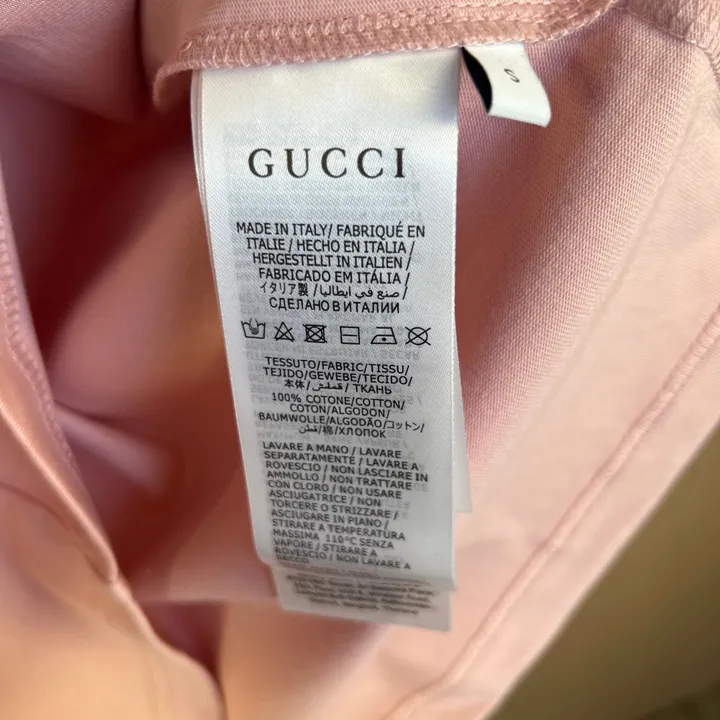 S
GUCCI
MADE IN ITALY/ FABRIQUÉ EN
ITALIE / HECHO EN ITALIA /
HERGESTELLT IN ITALIEN /
FABRICADO EM ITÁLIA /
イタリア製 / صنع في ايطاليا /
СДЕЛАНО В ИТАЛИИ
TESSUTO/FABRIC/TISSU/
TEJIDO/GEWEBE/TECIDO/
本体/ قماش / ТКАНЬ
100% COTONE/COTTON/
COTON/ALGODON/
BAUMWOLLE/ALGODÃO/コットン/
قطن/棉/ХЛОПОК
LAVARE A MANO / LAVARE
SEPARATAMENTE / LAVARE A
ROVESCIO / NON LASCIARE IN
AMMOLLO / NON TRATTARE
CON CLORO / NON USARE
ASCIUGATRICE / NON
TORCERE O STRIZZARE /
ASCIUGARE IN PIANO /
STIRARE A TEMPERATURA
MASSIMA 110°C SENZA
VAPORE / STIRARE A
ROVESCIO / NON LAVARE A
SECCO